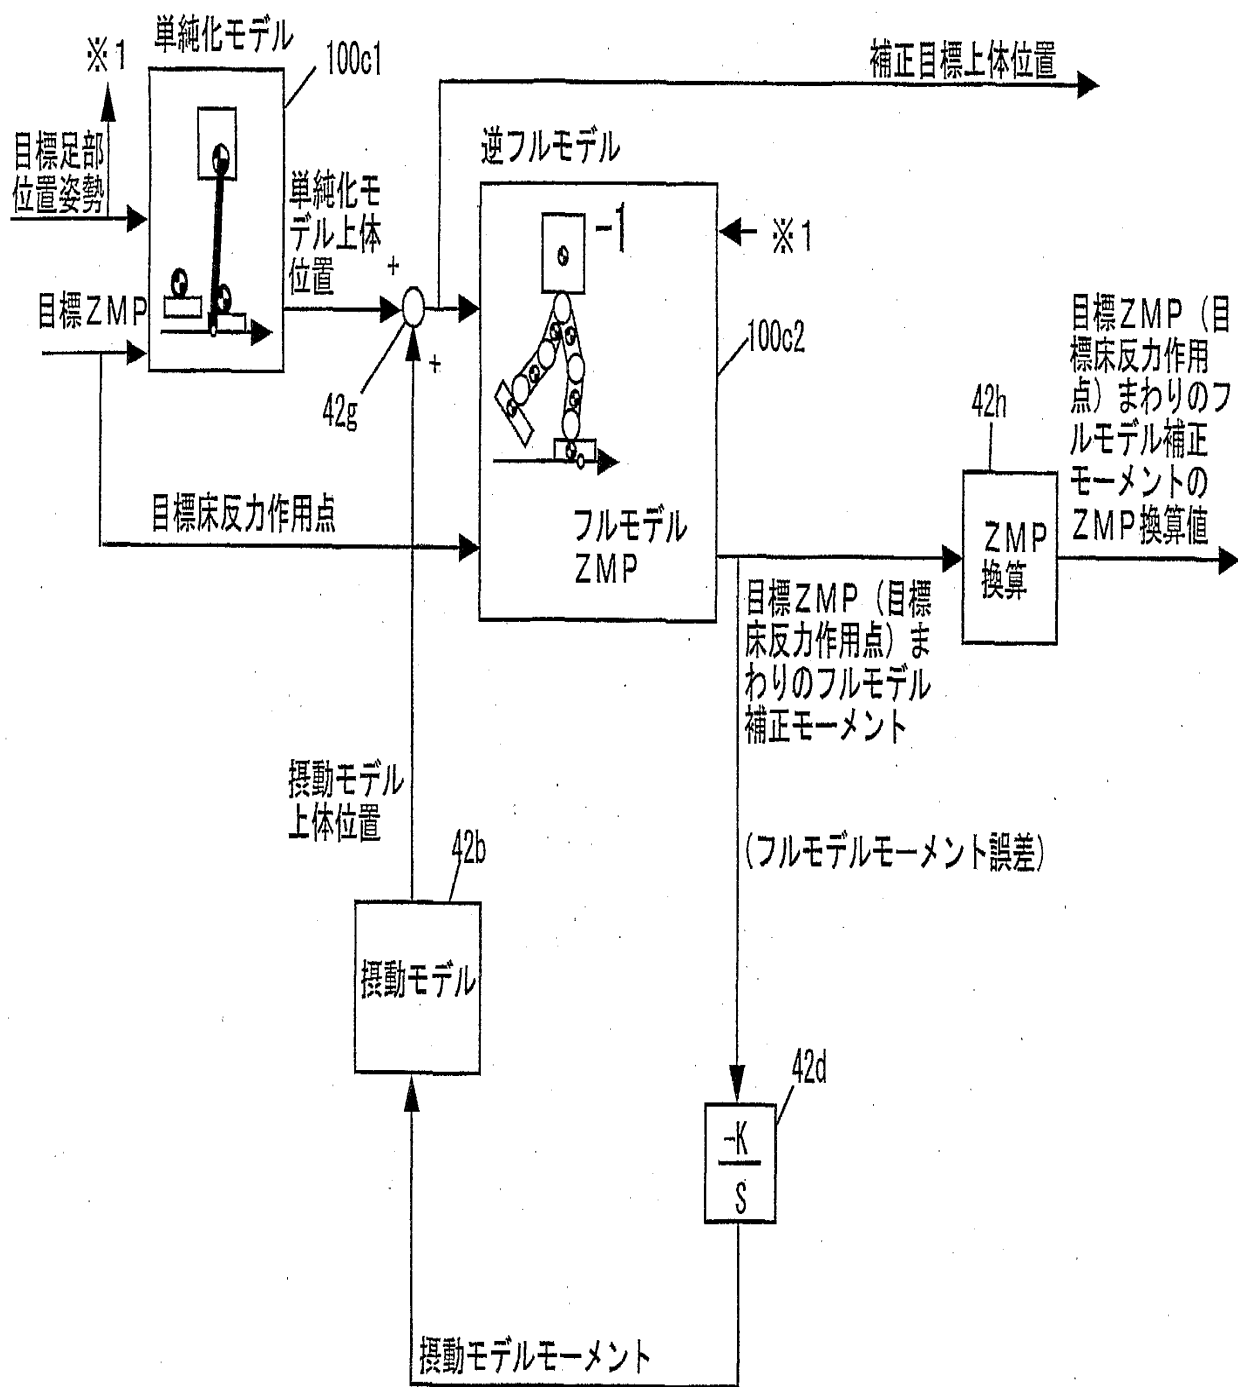 単純化モデル
※1
100c1
補正目標上体位置
目標足部
位置姿勢
逆フルモデル
単純化モ
デル上体
位置
-1
※1
+
目標ZMP
100c2
+
42g
目標ZMP（目
標床反力作用
点）まわりのフ
ルモデル補正
モーメントの
ZMP換算値
42h
目標床反力作用点
フルモデル
ZMP
ZMP
換算
目標ZMP（目標
床反力作用点）ま
わりのフルモデル
補正モーメント
摂動モデル
上体位置
42b
（フルモデルモーメント誤差）
摂動モデル
42d
-K
S
摂動モデルモーメント